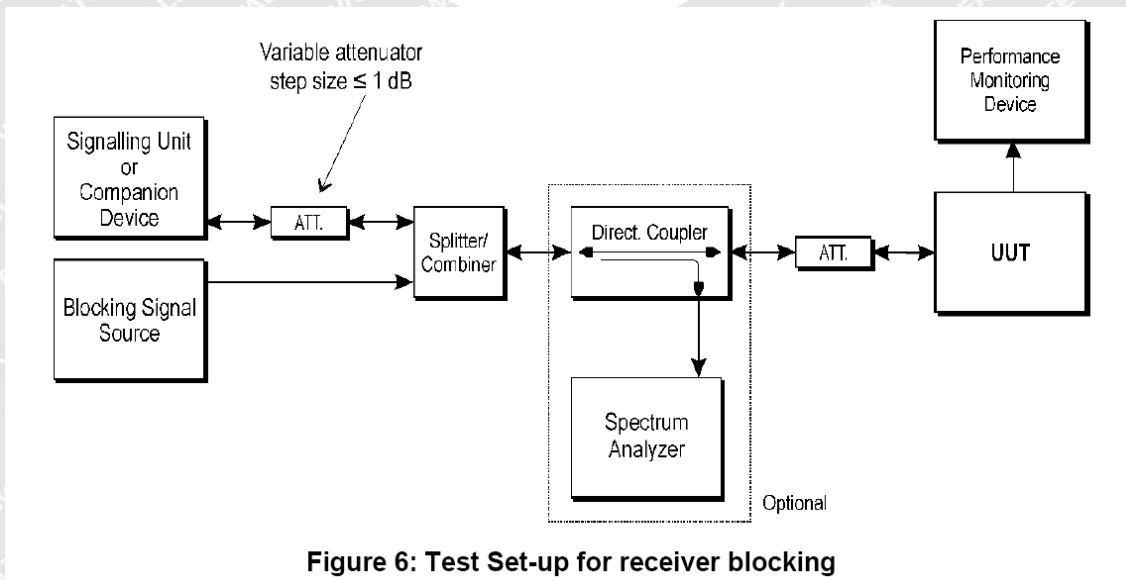 Variable attenuator
step size ≤ 1 dB
Performance
Monitoring
Device
Signalling Unit
or
Companion
Device
ATT.
Splitter/
Combiner
Direct. Coupler
ATT.
UUT
Blocking Signal
Source
Spectrum
Analyzer
Optional
Figure 6: Test Set-up for receiver blocking